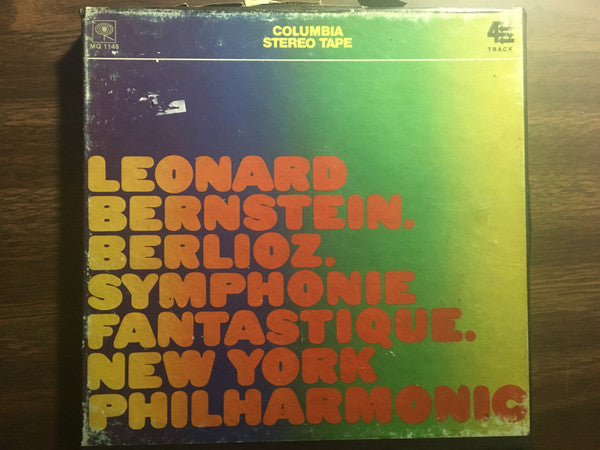 MQ 1148
COLUMBIA
STEREO TAPE
4
TRACK
LEONARD
BERNSTEIN.
BERLIOZ.
SYMPHONIE
FANTASTIQUE.
NEW YORK
PHILHARMONIC